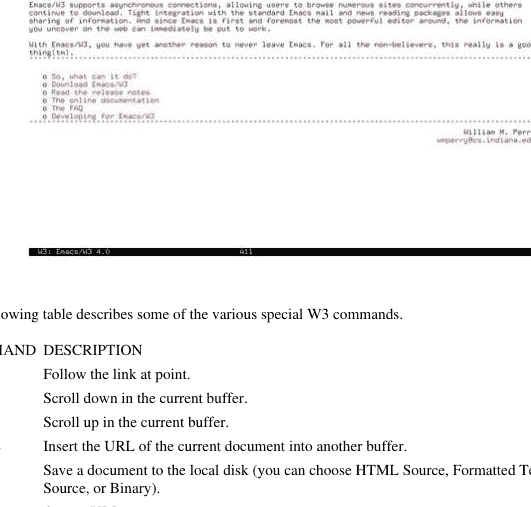 Emacs/W3 supports asynchronous connections, allowing users to browse numerous sites concurrently, while others
continue to download. Tight integration with the standard Emacs mail and news reading packages allows easy
sharing of information. And since Emacs is first and foremost the most powerful editor around, the information
you uncover on the web can immediately be put to work.
With Emacs/W3, you have yet another reason to never leave Emacs. For all the non-believers, this really is a goo
thing(tm).
o So, what can it do?
o Download Emacs/W3
o Read the release notes
o The online documentation
o The FAQ
o Developing for Emacs/W3
William M. Perr
wmperry@cs.indiana.ed
W3: Emacs/W3 4.0 All
lowing table describes some of the various special W3 commands.
MAND DESCRIPTION
Follow the link at point.
Scroll down in the current buffer.
Scroll up in the current buffer.
Insert the URL of the current document into another buffer.
Save a document to the local disk (you can choose HTML Source, Formatted Te
Source, or Binary).